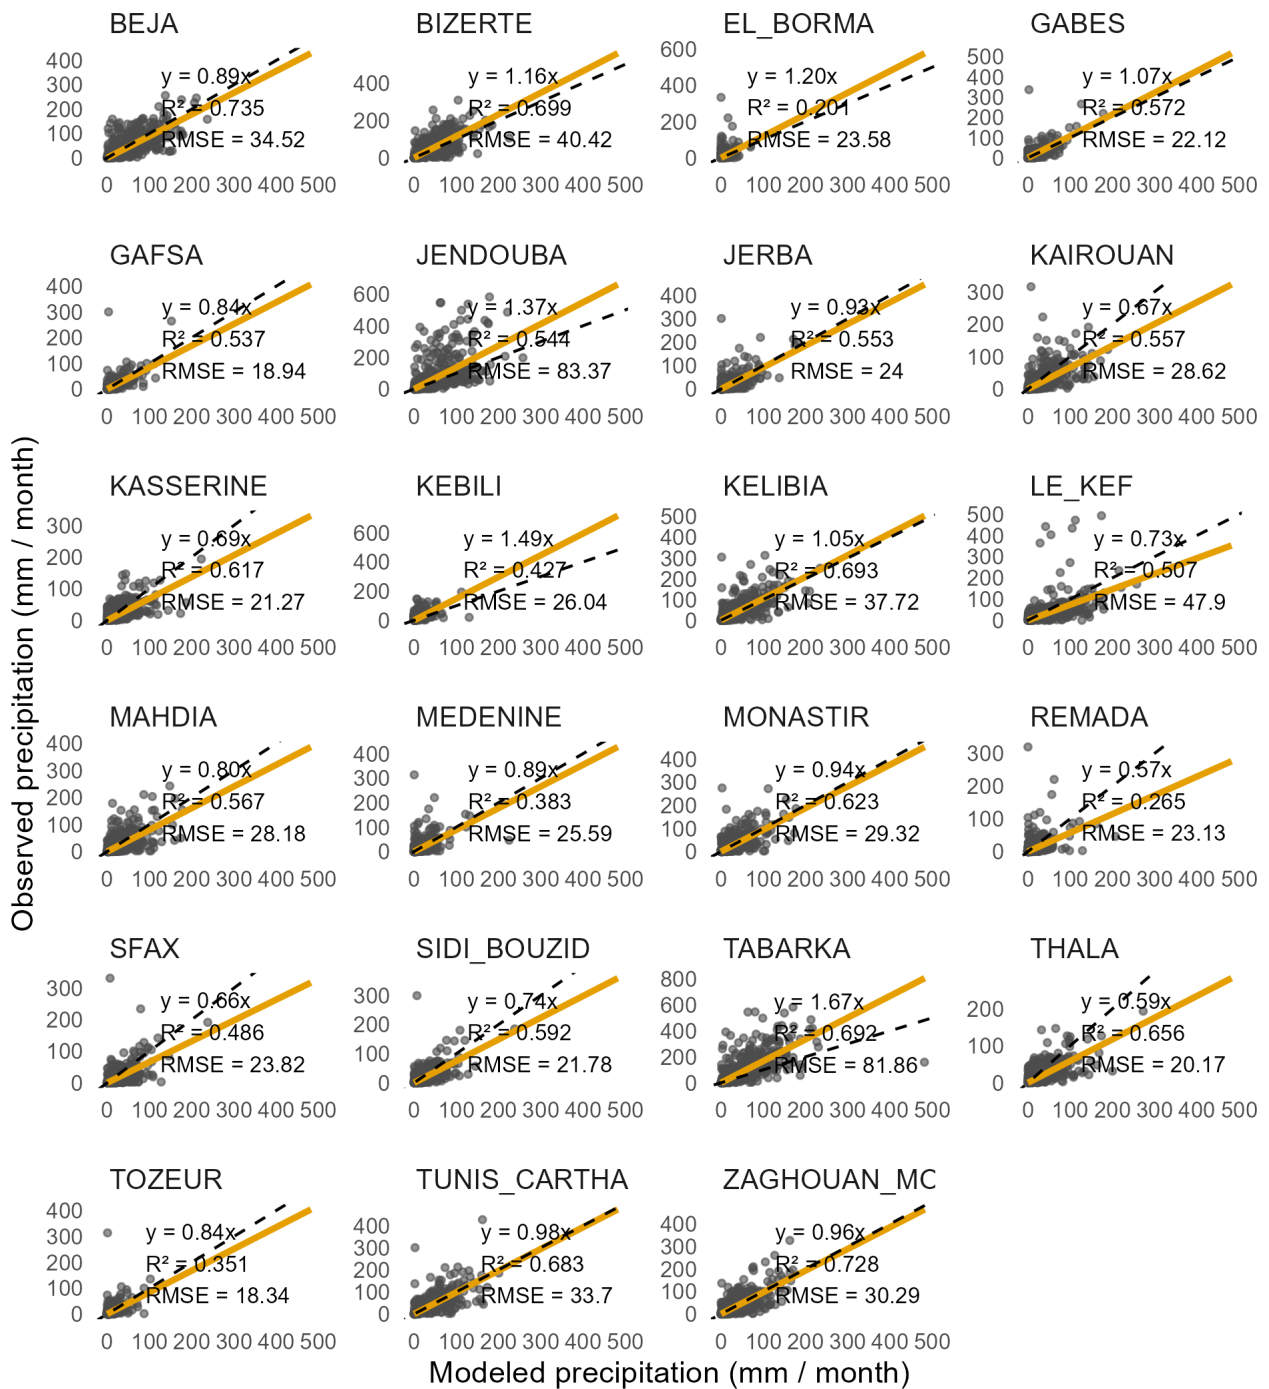 BEJA
400
300
200
100
0
y = 0.89x
R² = 0.735
RMSE = 34.52
0 100 200 300 400 500
BIZERTE
400
200
0
y = 1.16x
R² = 0.699
RMSE = 40.42
0 100 200 300 400 500
EL_BORMA
600
400
200
0
y = 1.20x
R² = 0.201
RMSE = 23.58
0 100 200 300 400 500
GABES
500
400
300
200
100
0
y = 1.07x
R² = 0.572
RMSE = 22.12
0 100 200 300 400 500
GAFSA
400
300
200
100
0
y = 0.84x
R² = 0.537
RMSE = 18.94
0 100 200 300 400 500
JENDOUBA
600
400
200
0
y = 1.37x
R² = 0.544
RMSE = 83.37
0 100 200 300 400 500
JERBA
400
300
200
100
0
y = 0.93x
R² = 0.553
RMSE = 24
0 100 200 300 400 500
KAIROUAN
300
200
100
0
y = 0.67x
R² = 0.557
RMSE = 28.62
0 100 200 300 400 500
KASSERINE
300
200
100
0
y = 0.69x
R² = 0.617
RMSE = 21.27
0 100 200 300 400 500
KEBILI
600
400
200
0
y = 1.49x
R² = 0.427
RMSE = 26.04
0 100 200 300 400 500
KELIBIA
500
400
300
200
100
0
y = 1.05x
R² = 0.693
RMSE = 37.72
0 100 200 300 400 500
LE_KEF
500
400
300
200
100
0
y = 0.73x
R² = 0.507
RMSE = 47.9
0 100 200 300 400 500
MAHDIA
400
300
200
100
0
y = 0.80x
R² = 0.567
RMSE = 28.18
0 100 200 300 400 500
MEDENINE
400
300
200
100
0
y = 0.89x
R² = 0.383
RMSE = 25.59
0 100 200 300 400 500
MONASTIR
400
300
200
100
0
y = 0.94x
R² = 0.623
RMSE = 29.32
0 100 200 300 400 500
REMADA
300
200
100
0
y = 0.57x
R² = 0.265
RMSE = 23.13
0 100 200 300 400 500
SFAX
300
200
100
0
y = 0.66x
R² = 0.486
RMSE = 23.82
0 100 200 300 400 500
SIDI_BOUZID
300
200
100
0
y = 0.74x
R² = 0.592
RMSE = 21.78
0 100 200 300 400 500
TABARKA
800
600
400
200
0
y = 1.67x
R² = 0.692
RMSE = 81.86
0 100 200 300 400 500
THALA
200
100
0
y = 0.59x
R² = 0.656
RMSE = 20.17
0 100 200 300 400 500
TOZEUR
400
300
200
100
0
y = 0.84x
R² = 0.351
RMSE = 18.34
0 100 200 300 400 500
TUNIS_CARTHA
400
300
200
100
0
y = 0.98x
R² = 0.683
RMSE = 33.7
0 100 200 300 400 500
ZAGHOUAN_MC
400
300
200
100
0
y = 0.96x
R² = 0.728
RMSE = 30.29
0 100 200 300 400 500
Observed precipitation (mm / month)
Modeled precipitation (mm / month)